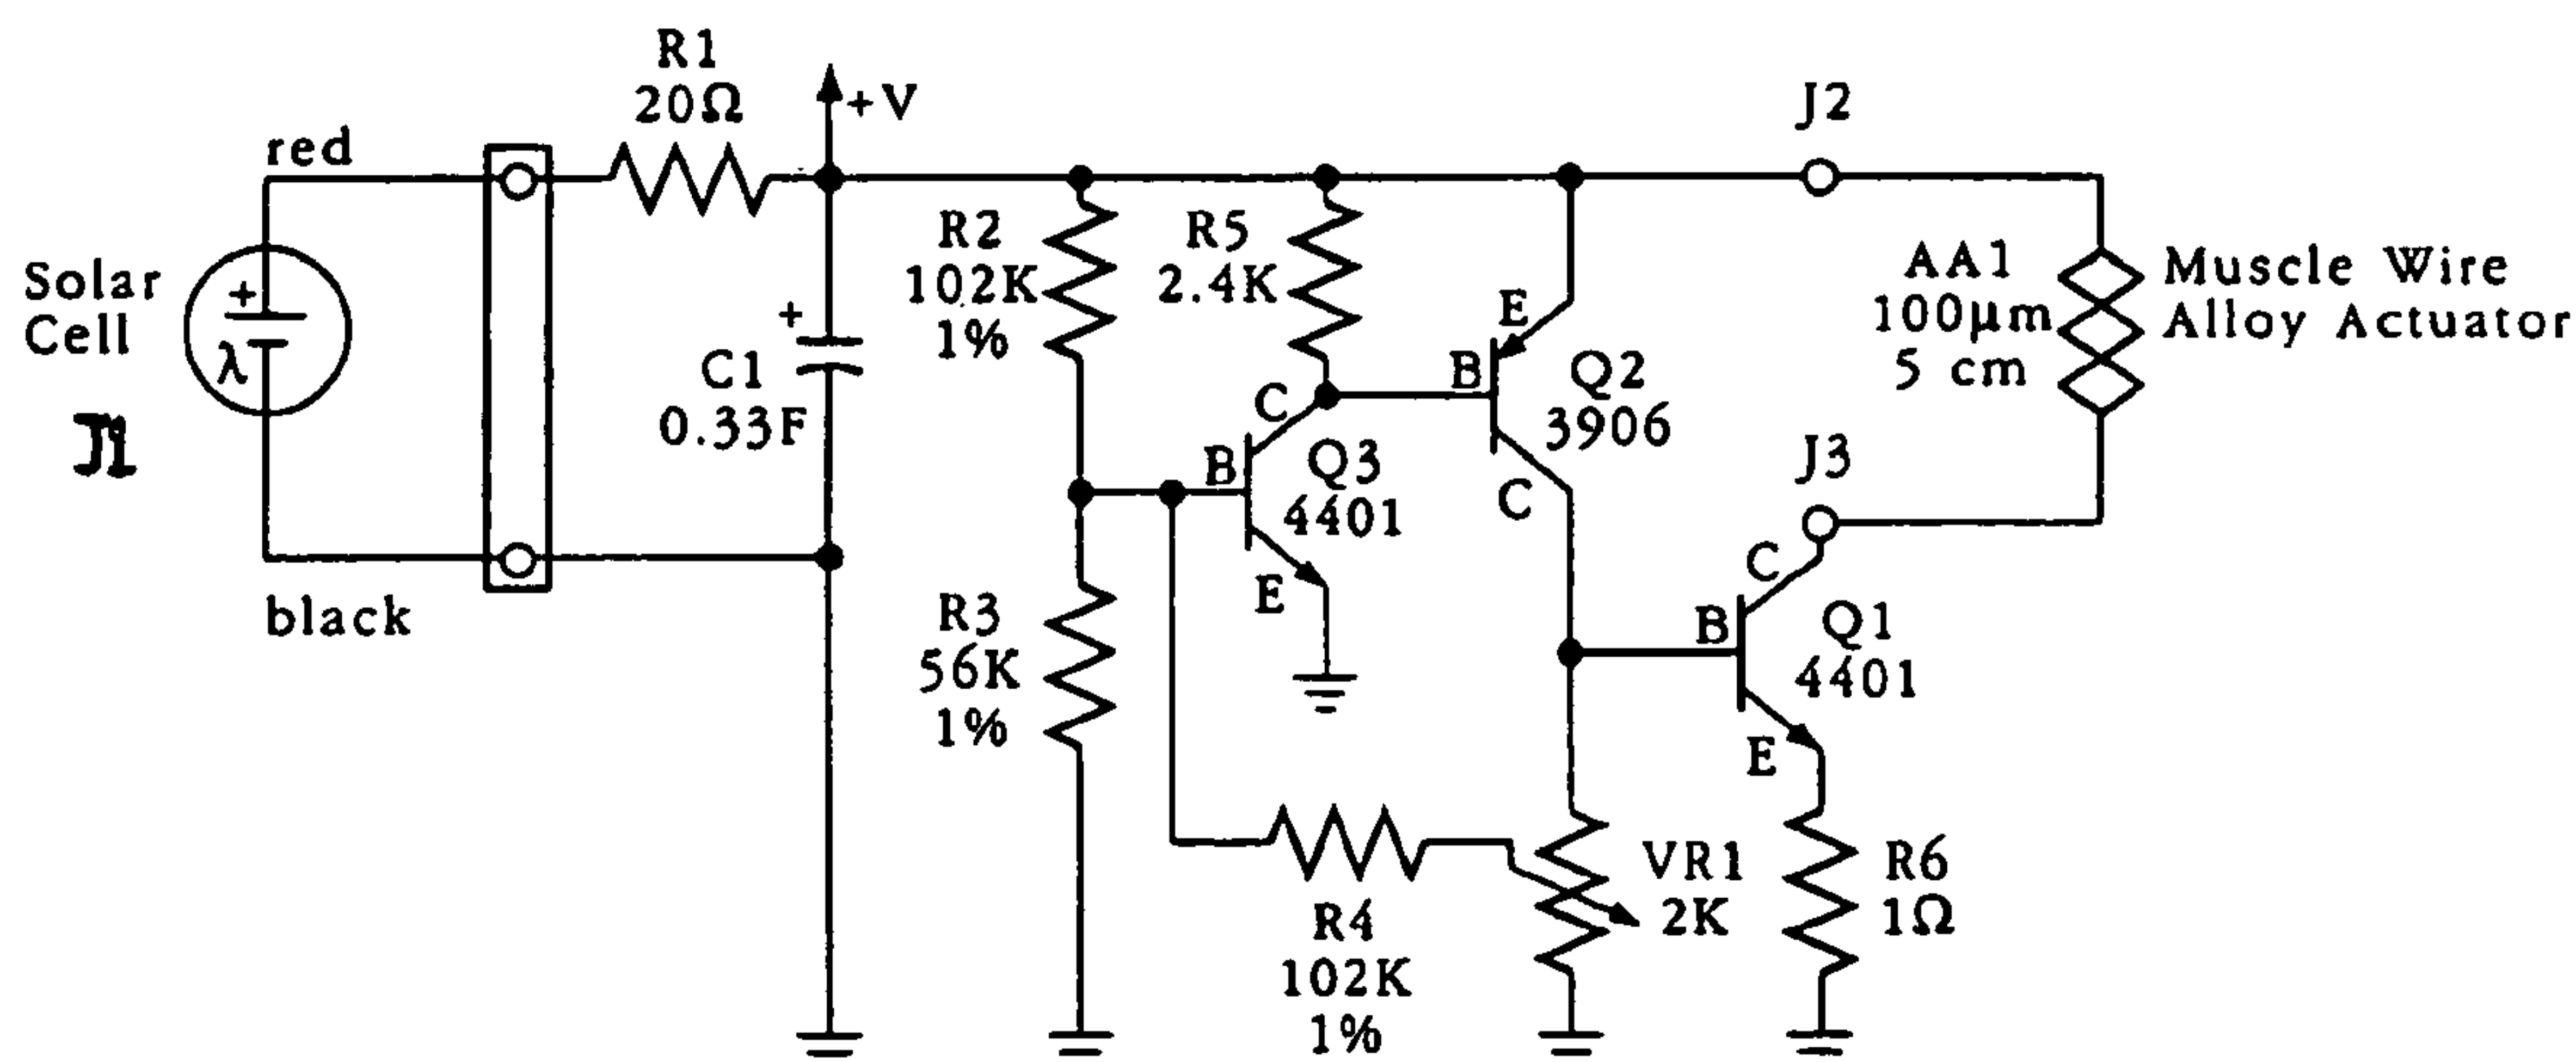 R1
20Ω
+V
J2
red
Solar
Cell
+
λ
J1
black
+
C1
0.33F
R2
102K
1%
R5
2.4K
R3
56K
1%
C
B
Q3
4401
E
E
B
Q2
3906
C
AA1
100µm
5 cm
Muscle Wire
Alloy Actuator
J3
C
B
Q1
4401
E
R4
102K
1%
VR1
2K
R6
1Ω